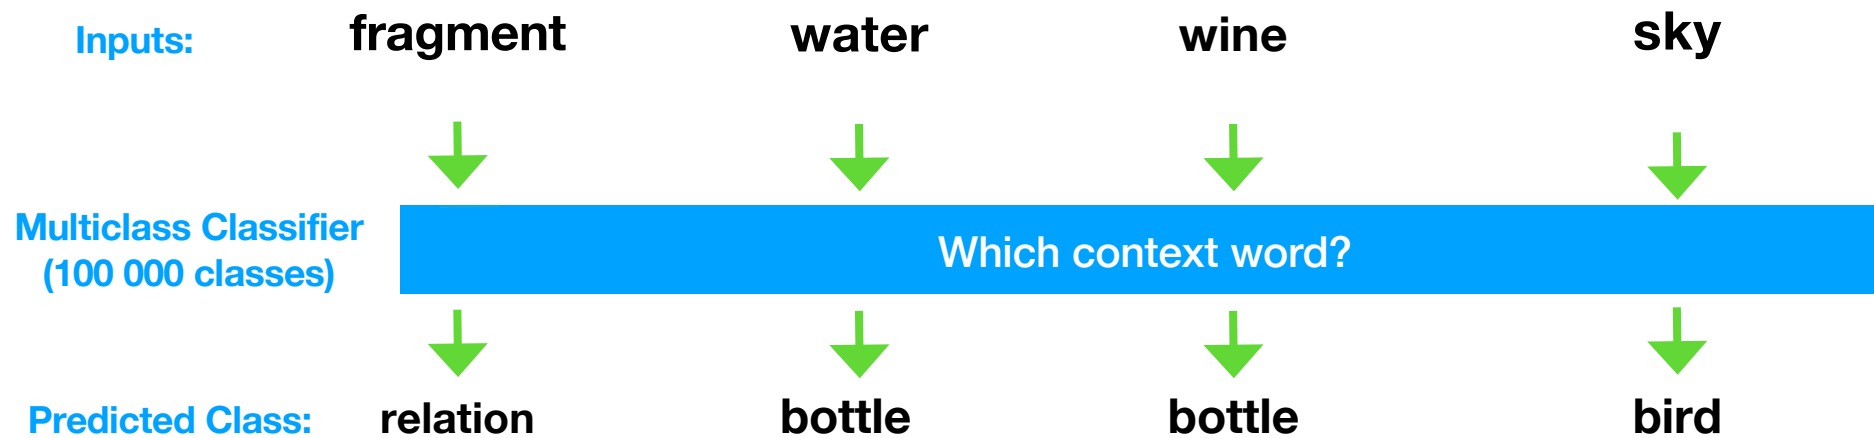 Inputs: fragment water wine sky
Multiclass Classifier
(100 000 classes)
Which context word?
Predicted Class: relation bottle bottle bird